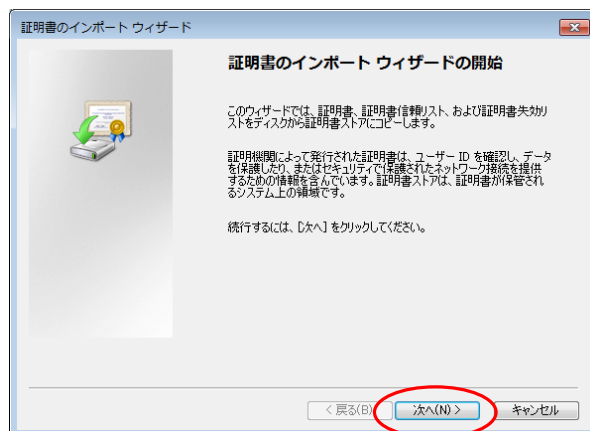 証明書のインポート ウィザード
証明書のインポート ウィザードの開始
このウィザードでは、証明書、証明書信頼リスト、および証明書失効リ
ストをディスクから証明書ストアにコピーします。
証明機関によって発行された証明書は、ユーザー ID を確認し、データ
を保護したり、またはセキュリティで保護されたネットワーク接続を提供
するための情報を含んでいます。証明書ストアは、証明書が保管され
るシステム上の領域です。
続行するには、[次へ] をクリックしてください。
< 戻る(B) 次へ(N) > キャンセル